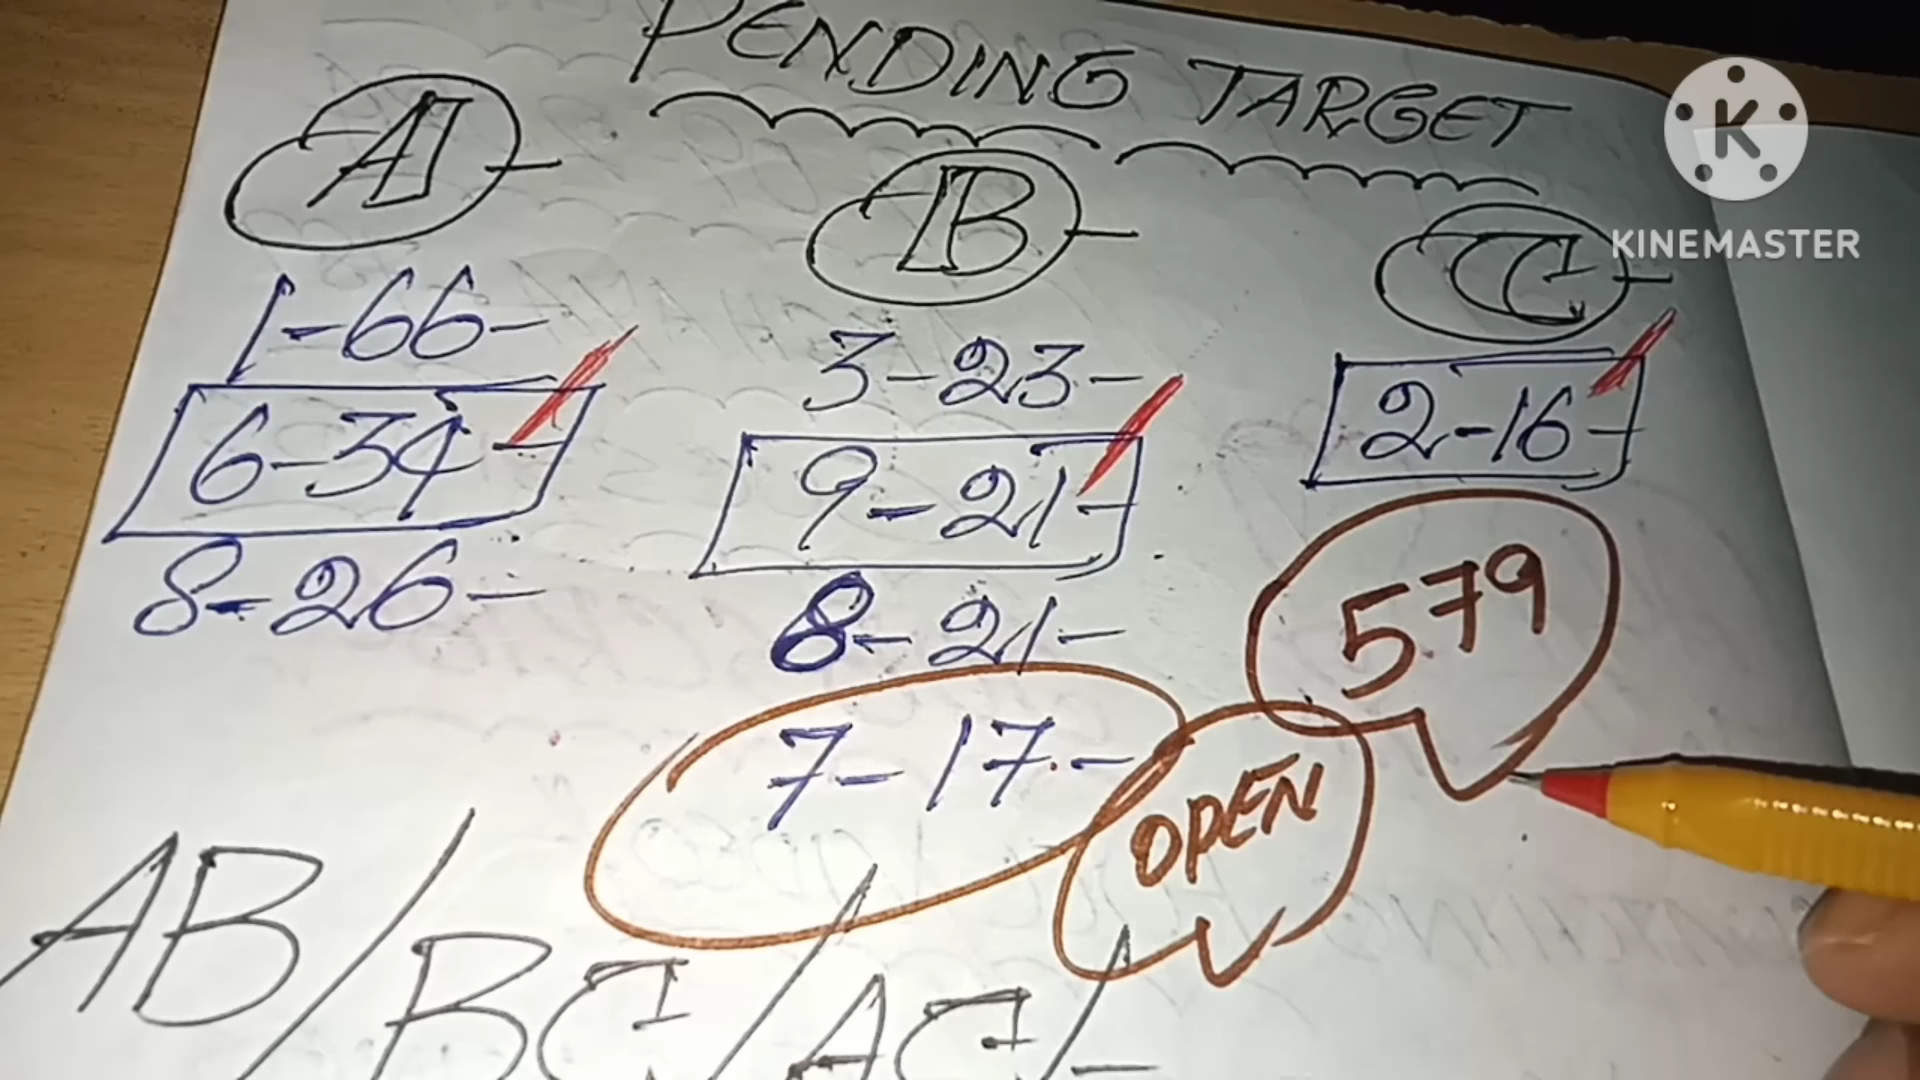 PENDING TARGET
A- B- C-
1-66- 3-23- 2-16-
6-34- 9-21-
8-26- 8-21- 579
7-17- OPEN
AB/BC/AC/-
K
KINEMASTER